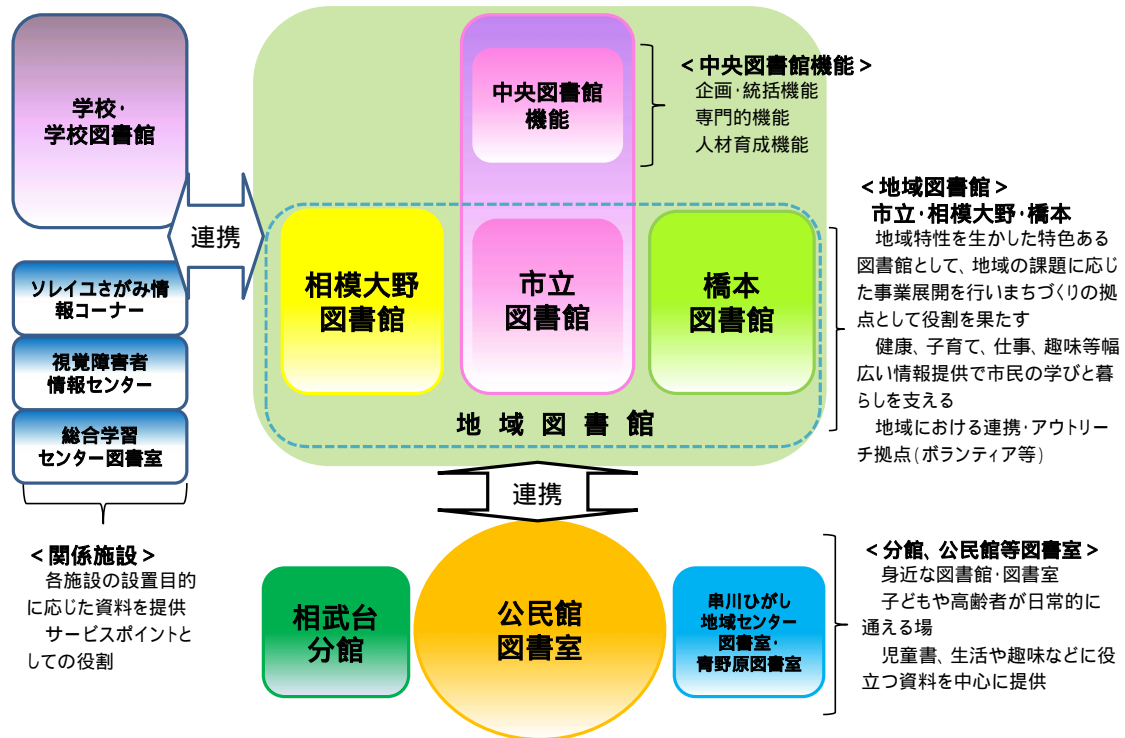 学校・
学校図書館
連携
ソレイユさがみ情
報コーナー
視覚障害者
情報センター
総合学習
センター図書室
＜関係施設＞
各施設の設置目的
に応じた資料を提供
サービスポイントと
しての役割
中央図書館
機能
＜中央図書館機能＞
企画・統括機能
専門的機能
人材育成機能
相模大野
図書館
市立
図書館
橋本
図書館
地域図書館
＜地域図書館＞
市立・相模大野・橋本
地域特性を生かした特色ある
図書館として、地域の課題に応じ
た事業展開を行いまちづくりの拠
点として役割を果たす
健康、子育て、仕事、趣味等幅
広い情報提供で市民の学びと暮
らしを支える
地域における連携・アウトリー
チ拠点(ボランティア等)
連携
相武台
分館
公民館
図書室
串川ひがし
地域センター
図書室・
青野原図書室
＜分館、公民館等図書室＞
身近な図書館・図書室
子どもや高齢者が日常的に
通える場
児童書、生活や趣味などに役
立つ資料を中心に提供